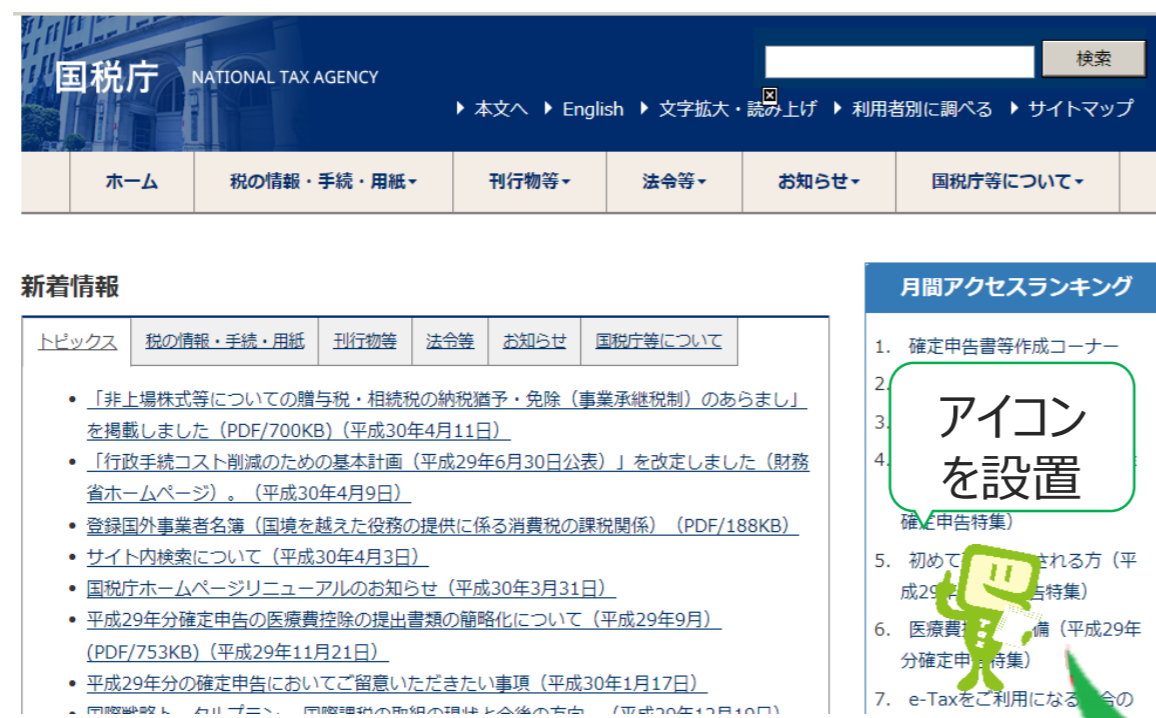 国税庁 NATIONAL TAX AGENCY
検索
本文へ English 文字拡大・読み上げ 利用者別に調べる サイトマップ
ホーム 税の情報・手続・用紙 刊行物等 法令等 お知らせ 国税庁等について
新着情報
トピックス 税の情報・手続・用紙 刊行物等 法令等 お知らせ 国税庁等について
・「非上場株式等についての贈与税・相続税の納税猶予・免除（事業承継税制）のあらまし」
を掲載しました（PDF/700KB)（平成30年4月11日）
・「行政手続コスト削減のための基本計画（平成29年6月30日公表）」を改定しました（財務
省ホームページ）。（平成30年4月9日）
・登録国外事業者名簿（国境を越えた役務の提供に係る消費税の課税関係）（PDF/188KB）
・サイト内検索について（平成30年4月3日）
・国税庁ホームページリニューアルのお知らせ（平成30年3月31日）
・平成29年分確定申告の医療費控除の提出書類の簡略化について（平成29年9月）
(PDF/753KB)（平成29年11月21日）
・平成29年分の確定申告においてご留意いただきたい事項（平成30年1月17日）
月間アクセスランキング
1. 確定申告書等作成コーナー
2.
3.
4.
アイコン
を設置
確定申告特集）
5. 初めて される方（平
成29 告特集）
6. 医療費 備（平成29年
分確定申告特集）
7. e-Taxをご利用になる 合の